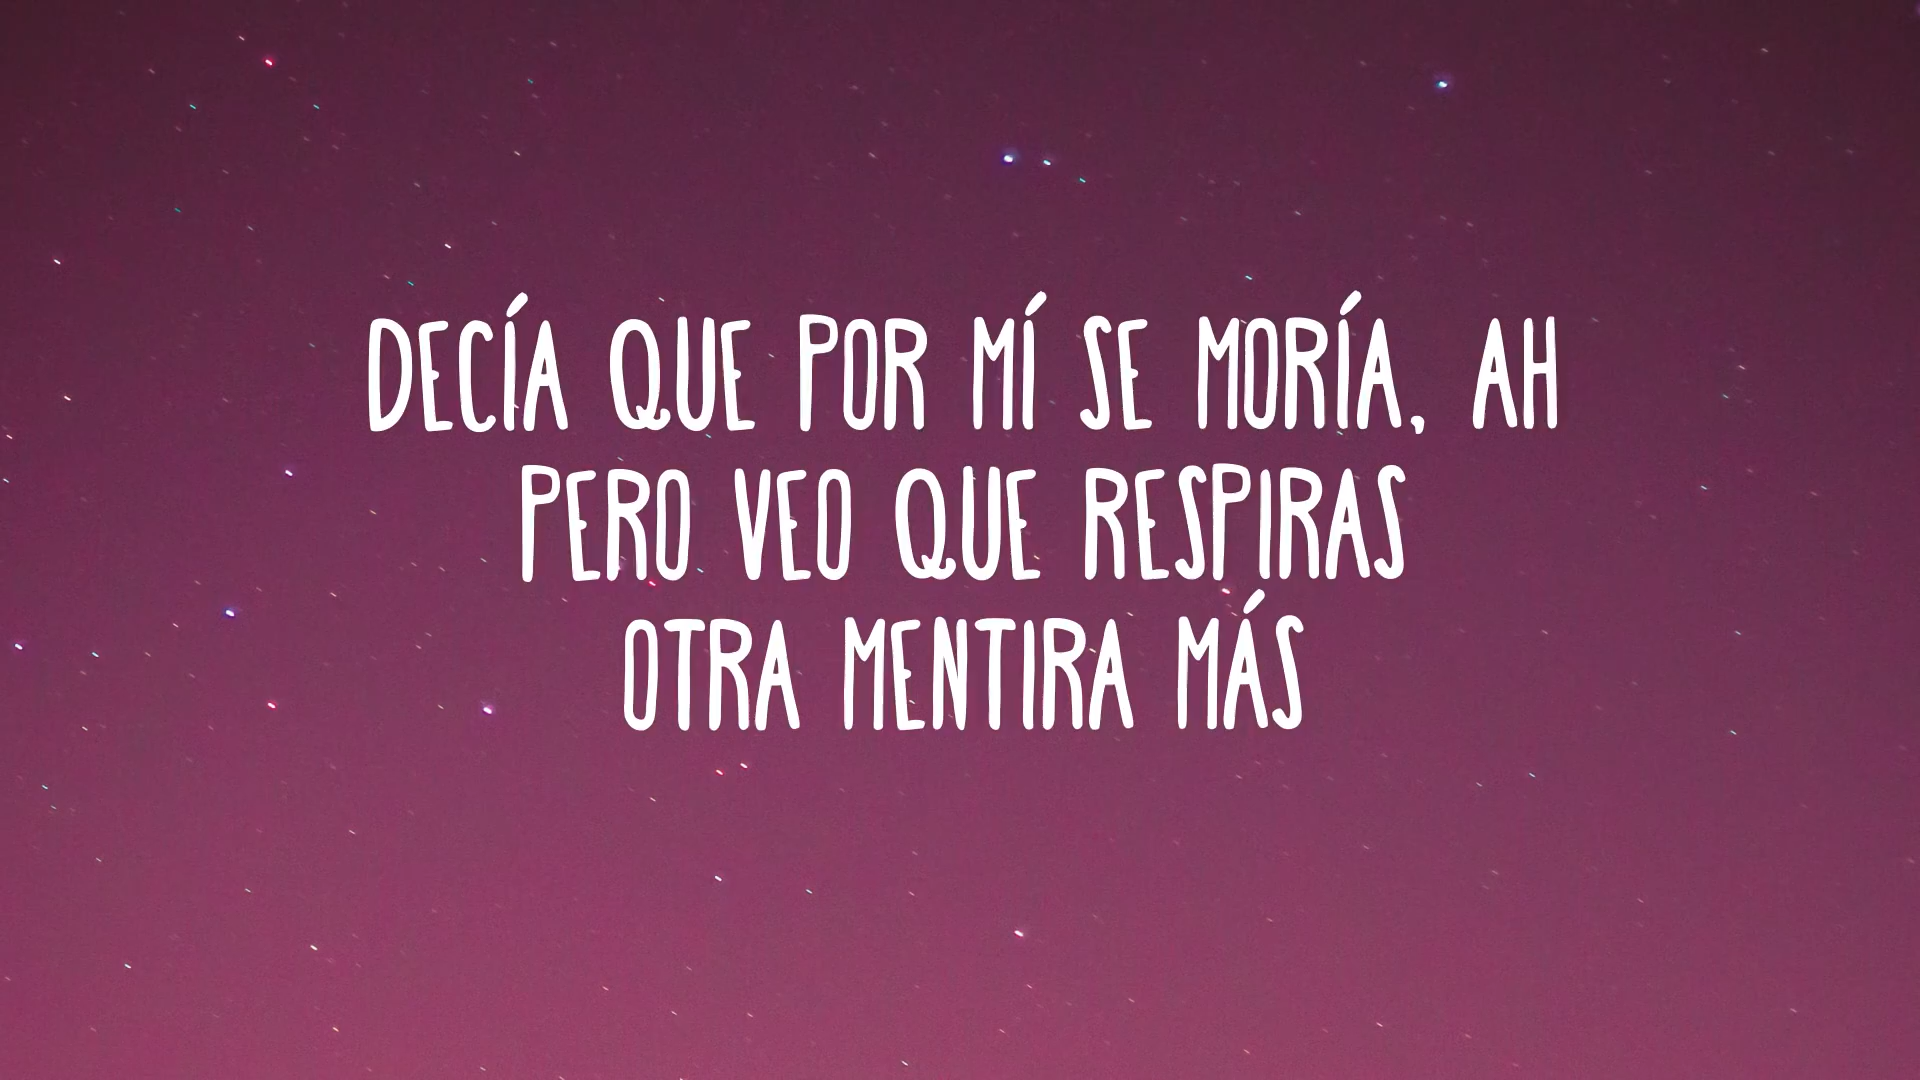 DECÍA QUE POR MÍ SE MORÍA, AH
PERO VEO QUE RESPIRAS
OTRA MENTIRA MÁS